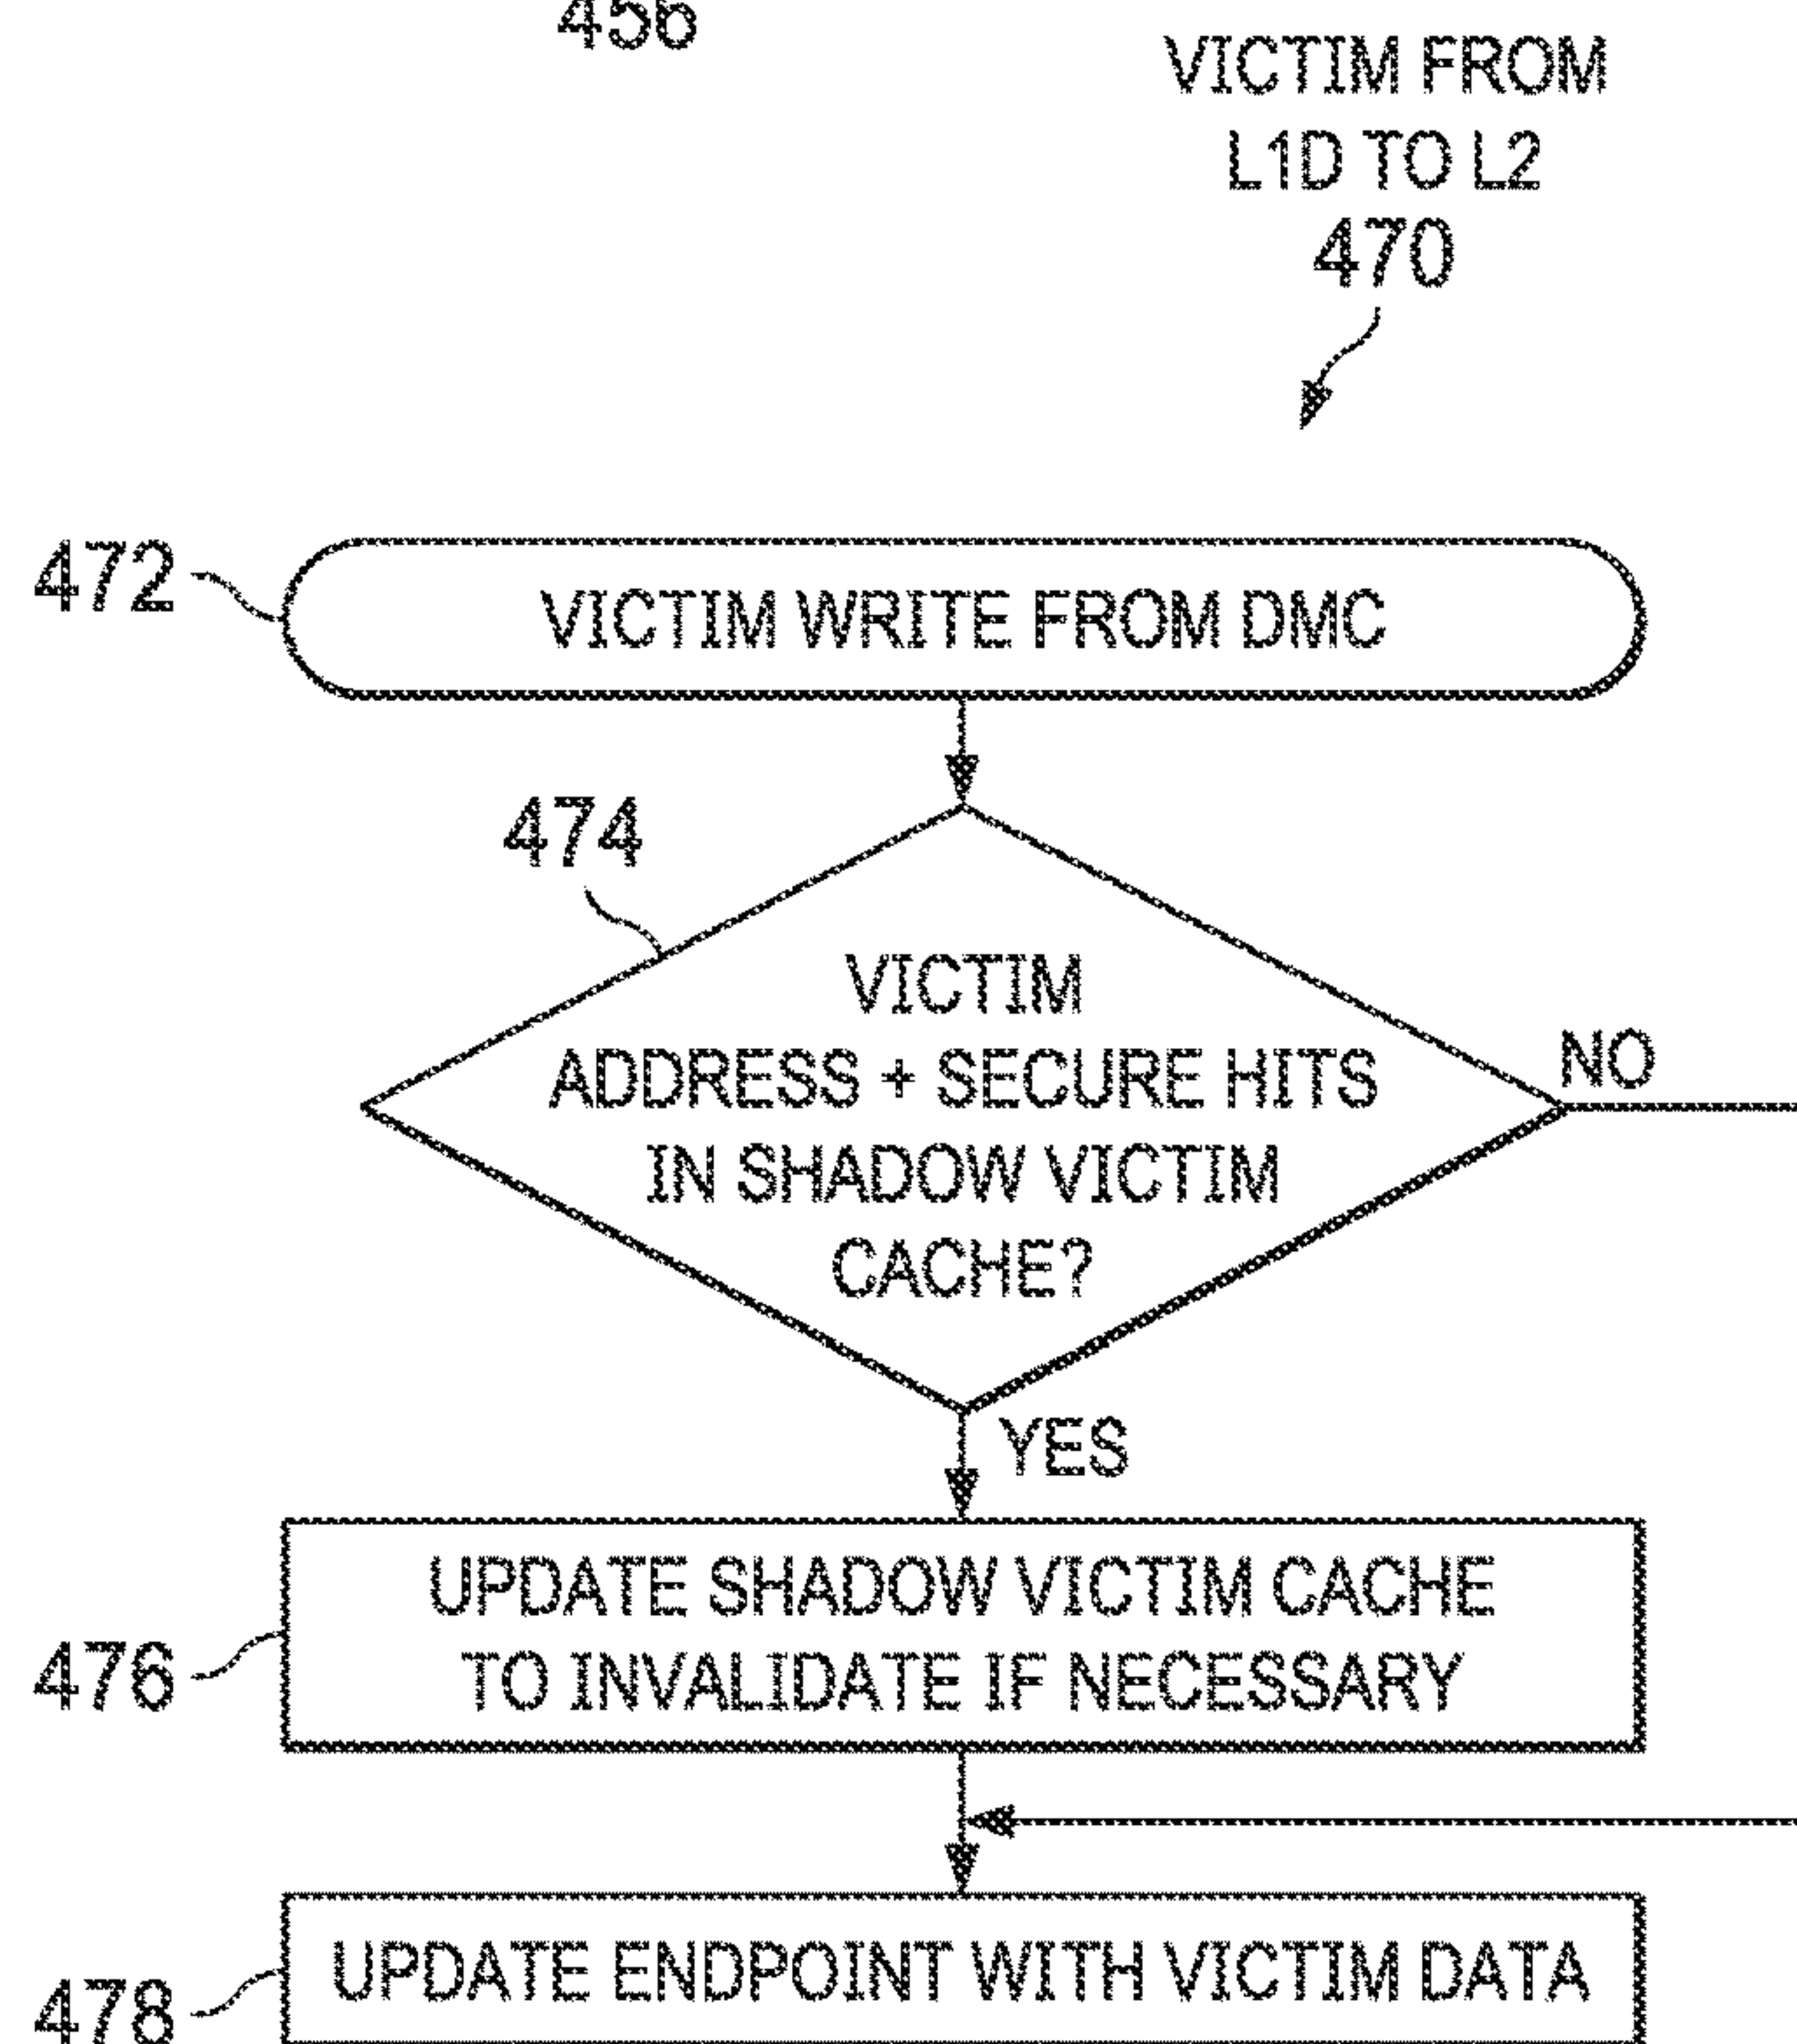 456
VICTIM FROM
L1D TO L2
470
472
VICTIM WRITE FROM DMC
474
VICTIM
ADDRESS + SECURE HITS
IN SHADOW VICTIM
CACHE?
NO
YES
UPDATE SHADOW VICTIM CACHE
TO INVALIDATE IF NECESSARY
476
UPDATE ENDPOINT WITH VICTIM DATA
478